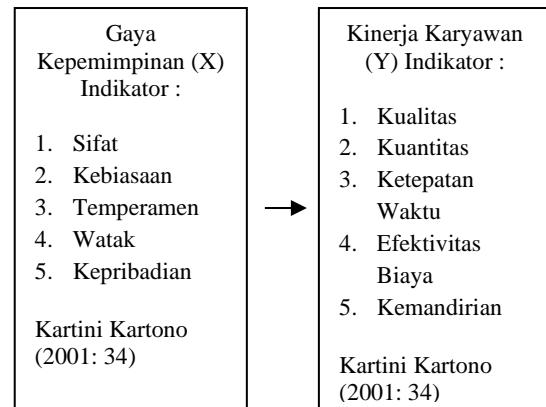 Gaya
Kepemimpinan (X)
Indikator :
1. Sifat
2. Kebiasaan
3. Temperamen
4. Watak
5. Kepribadian
Kartini Kartono
(2001: 34)
Kinerja Karyawan
(Y) Indikator :
1. Kualitas
2. Kuantitas
3. Ketepatan
Waktu
4. Efektivitas
Biaya
5. Kemandirian
Kartini Kartono
(2001: 34)